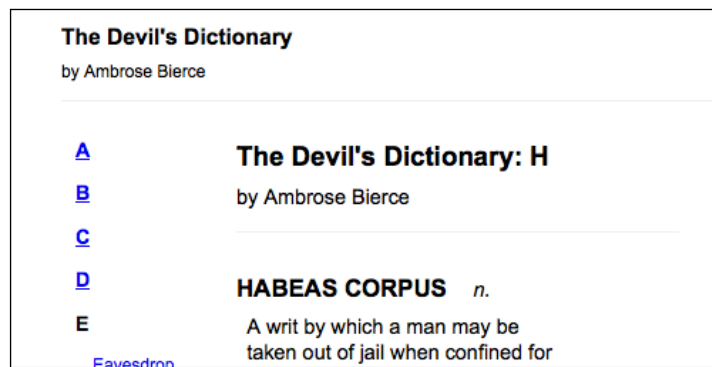 The Devil's Dictionary
by Ambrose Bierce
A
B
C
D
E
Eavesdrop
The Devil's Dictionary: H
by Ambrose Bierce
HABEAS CORPUS n.
A writ by which a man may be
taken out of jail when confined for